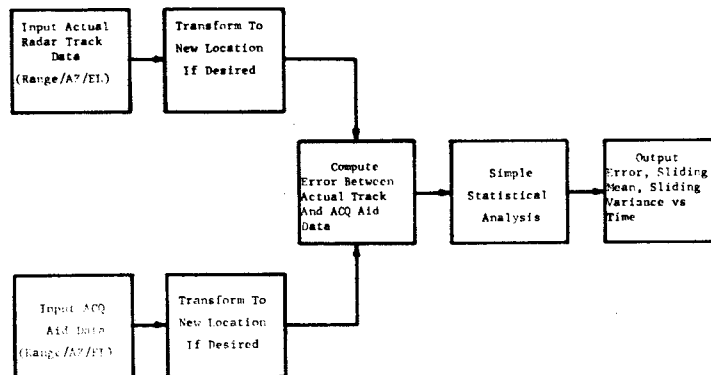 Input Actual
Radar Track
Data
(Range/AZ/EL)
Transform To
New Location
If Desired
Compute
Error Between
Actual Track
And ACQ Aid
Data
Simple
Statistical
Analysis
Output
Error, Sliding
Mean, Sliding
Variance vs
Time
Input ACQ
Aid Data
(Range/AZ/EL)
Transform To
New Location
If Desired